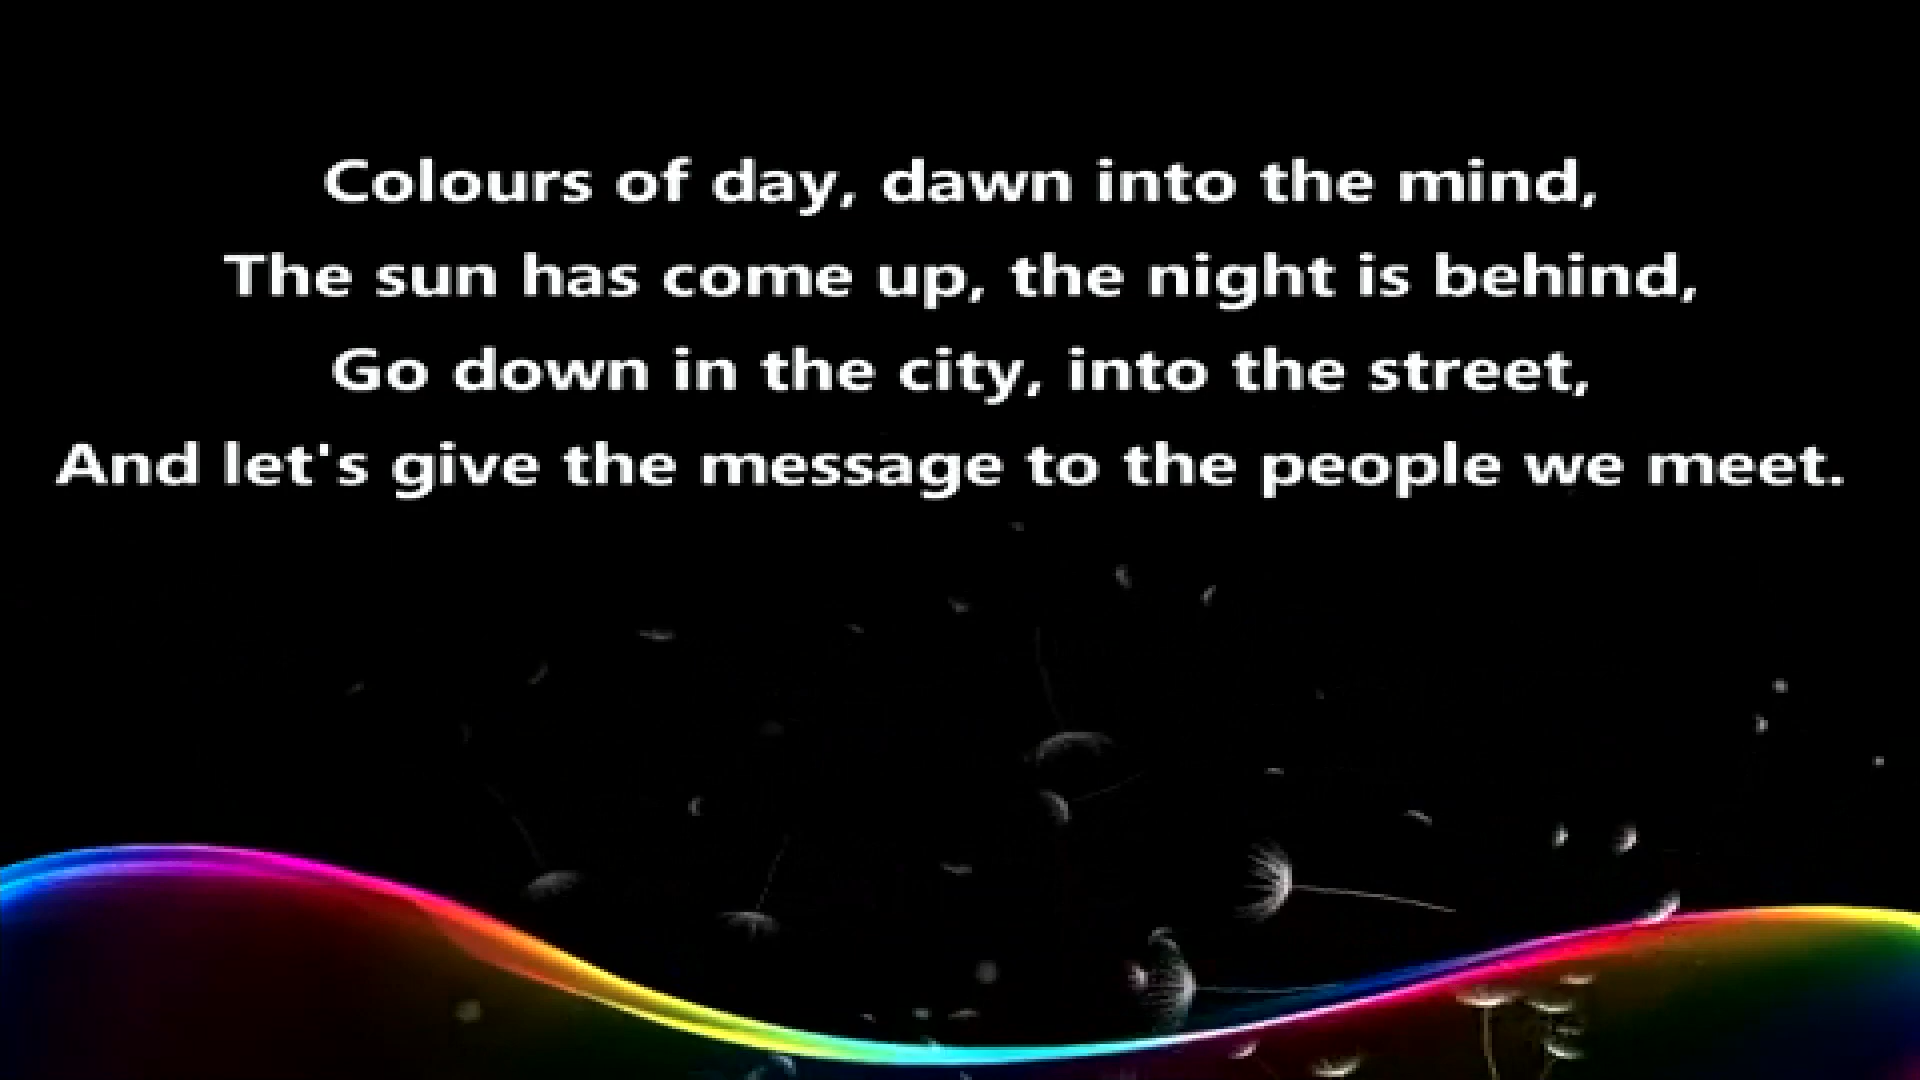 Colours of day, dawn into the mind,
The sun has come up, the night is behind,
Go down in the city, into the street,
And let's give the message to the people we meet.